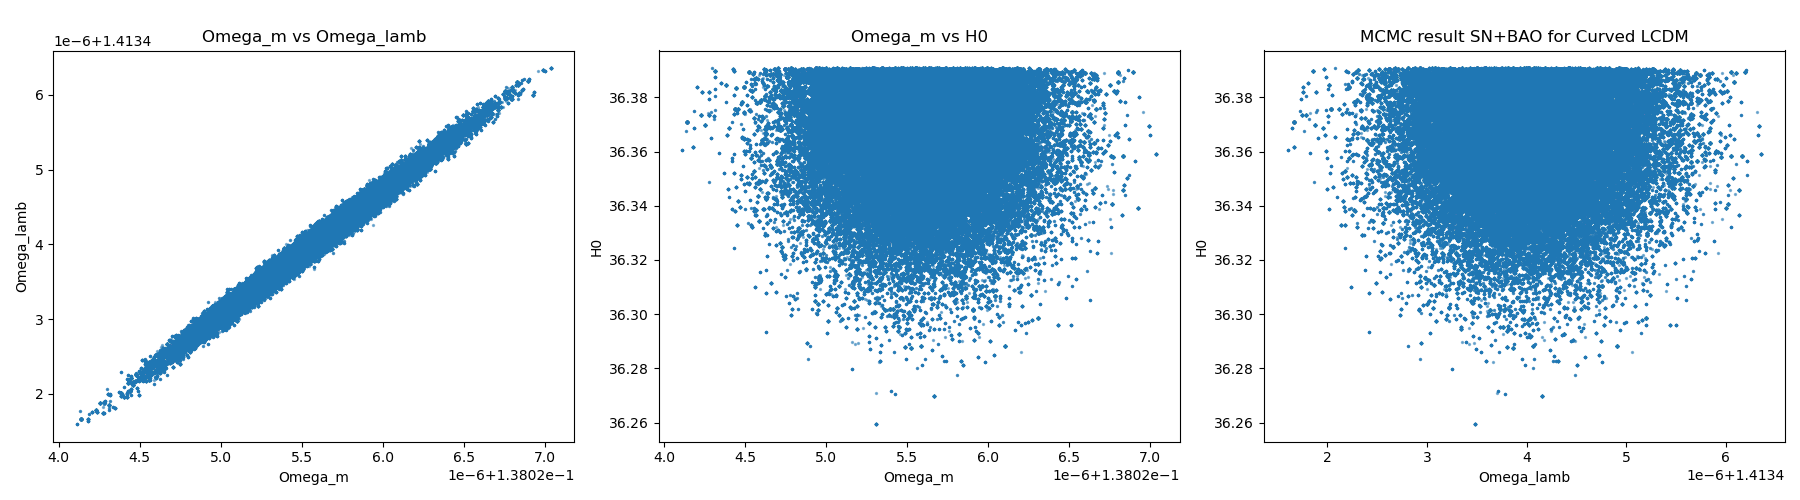 Omega_m vs Omega_lamb
1e−6+1.4134
6
5
4
3
2
Omega_lamb
4.0 4.5 5.0 5.5 6.0 6.5 7.0
Omega_m
1e−6+1.3802e−1
Omega_m vs H0
36.38
36.36
36.34
36.32
36.30
36.28
36.26
H0
4.0 4.5 5.0 5.5 6.0 6.5 7.0
Omega_m
1e−6+1.3802e−1
MCMC result SN+BAO for Curved LCDM
36.38
36.36
36.34
36.32
36.30
36.28
36.26
H0
2 3 4 5 6
Omega_lamb
1e−6+1.4134